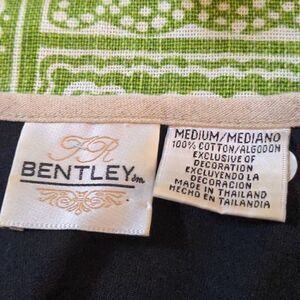 FR
BENTLEY
MEDIUM/MEDIANO
100% COTTON/ALGODON
EXCLUSIVE OF
DECORATION
EXCLUYENDO LA
DECORACION
MADE IN THAILAND
HECHO EN TAILANDIA